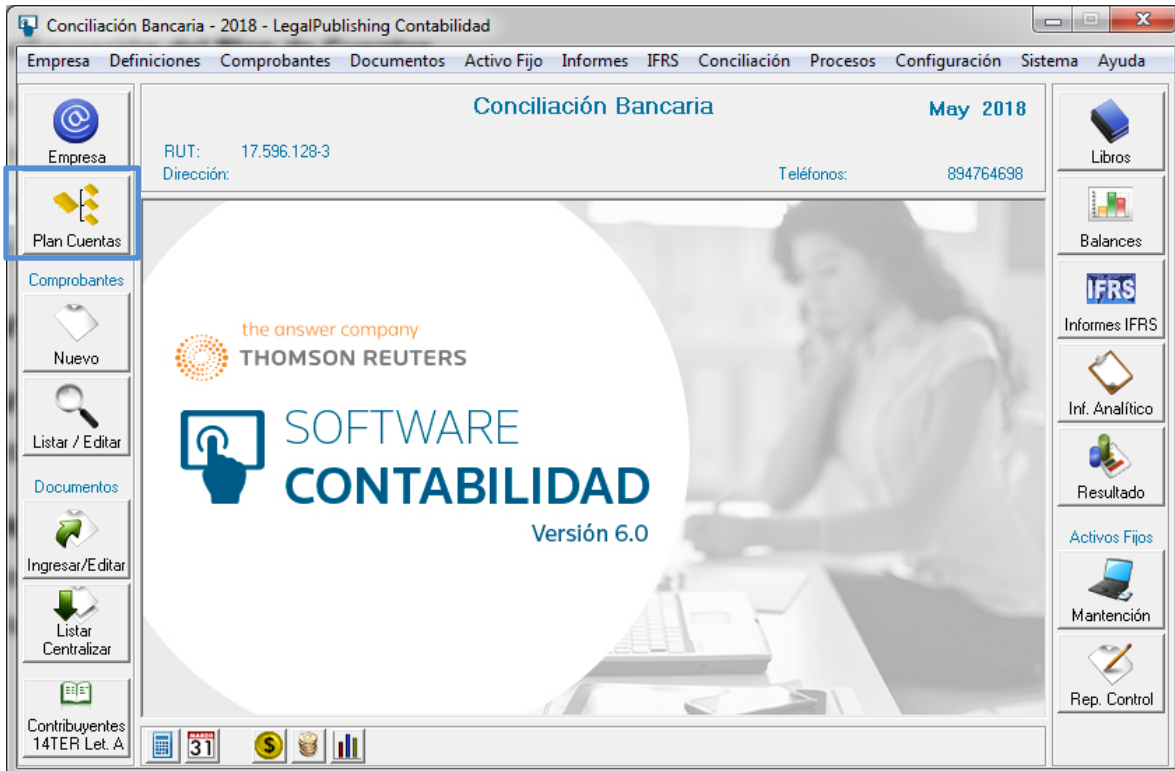 Conciliación Bancaria - 2018 - LegalPublishing Contabilidad
Empresa Definiciones Comprobantes Documentos Activo Fijo Informes IFRS Conciliación Procesos Configuración Sistema Ayuda
Conciliación Bancaria May 2018
RUT: 17.596.128-3
Dirección: Teléfonos: 894764698
Empresa
Plan Cuentas
Comprobantes
Nuevo
Listar / Editar
Documentos
Ingresar/Editar
Listar
Centralizar
Contribuyentes
14TER Let. A
the answer company
THOMSON REUTERS
SOFTWARE
CONTABILIDAD
Versión 6.0
MARZO
31
$
Libros
Balances
IFRS
Informes IFRS
Inf. Analítico
Resultado
Activos Fijos
Mantención
Rep. Control